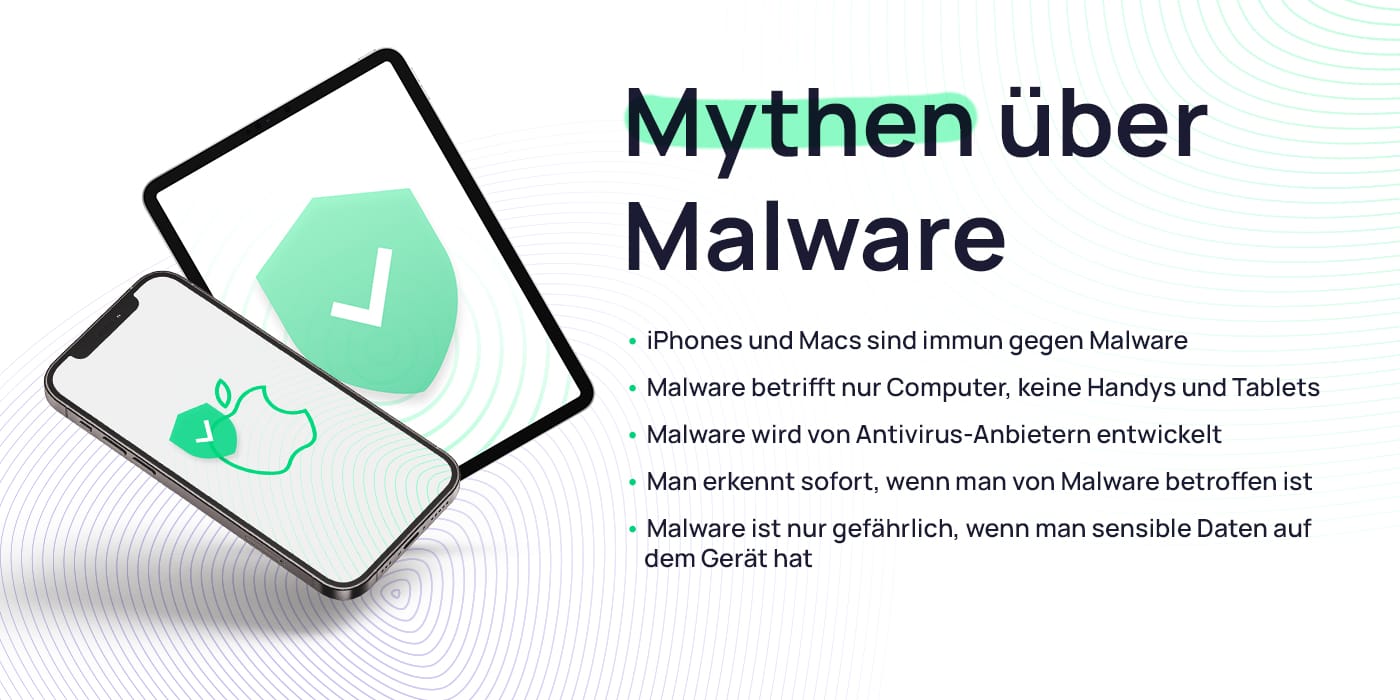 Mythen über
Malware
• iPhones und Macs sind immun gegen Malware
• Malware betrifft nur Computer, keine Handys und Tablets
• Malware wird von Antivirus-Anbietern entwickelt
• Man erkennt sofort, wenn man von Malware betroffen ist
• Malware ist nur gefährlich, wenn man sensible Daten auf
dem Gerät hat